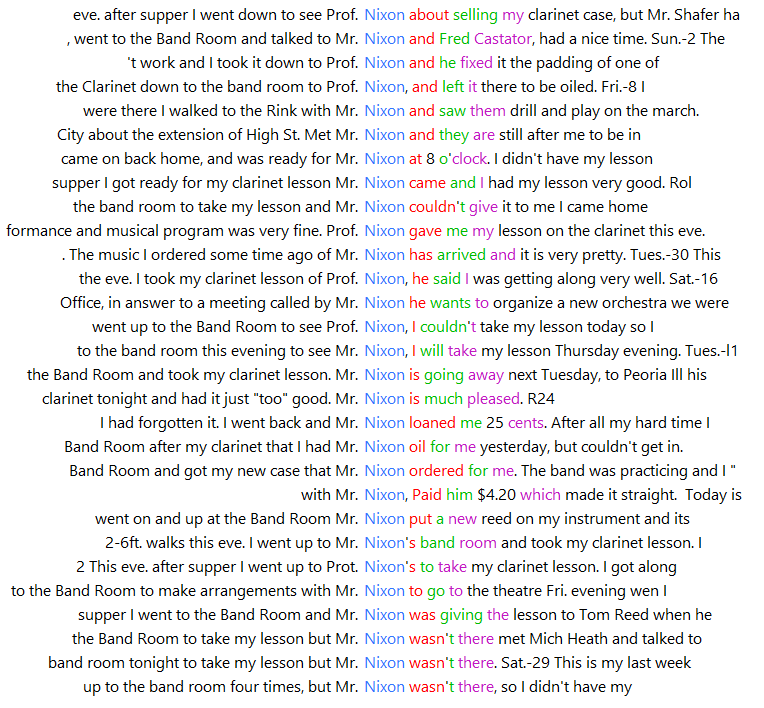 eve. after supper I went down to see Prof. Nixon about selling my clarinet case, but Mr. Shafer ha
, went to the Band Room and talked to Mr. Nixon and Fred Castator, had a nice time. Sun.-2 The
't work and I took it down to Prof. Nixon and he fixed it the padding of one of
the Clarinet down to the band room to Prof. Nixon, and left it there to be oiled. Fri.-8 I
were there I walked to the Rink with Mr. Nixon and saw them drill and play on the march.
City about the extension of High St. Met Mr. Nixon and they are still after me to be in
came on back home, and was ready for Mr. Nixon at 8 o'clock. I didn't have my lesson
supper I got ready for my clarinet lesson Mr. Nixon came and I had my lesson very good. Rol
the band room to take my lesson and Mr. Nixon couldn't give it to me I came home
formance and musical program was very fine. Prof. Nixon gave me my lesson on the clarinet this eve.
. The music I ordered some time ago of Mr. Nixon has arrived and it is very pretty. Tues.-30 This
the eve. I took my clarinet lesson of Prof. Nixon, he said I was getting along very well. Sat.-16
Office, in answer to a meeting called by Mr. Nixon he wants to organize a new orchestra we were
went up to the Band Room to see Prof. Nixon, I couldn't take my lesson today so I
to the band room this evening to see Mr. Nixon, I will take my lesson Thursday evening. Tues.-l1
the Band Room and took my clarinet lesson. Mr. Nixon is going away next Tuesday, to Peoria Ill his
clarinet tonight and had it just "too" good. Mr. Nixon is much pleased. R24
I had forgotten it. I went back and Mr. Nixon loaned me 25 cents. After all my hard time I
Band Room after my clarinet that I had Mr. Nixon oil for me yesterday, but couldn't get in.
Band Room and got my new case that Mr. Nixon ordered for me. The band was practicing and I "
with Mr. Nixon, Paid him $4.20 which made it straight. Today is
went on and up at the Band Room Mr. Nixon put a new reed on my instrument and its
2-6ft. walks this eve. I went up to Mr. Nixon's band room and took my clarinet lesson. I
2 This eve. after supper I went up to Prot. Nixon's to take my clarinet lesson. I got along
to the Band Room to make arrangements with Mr. Nixon to go to the theatre Fri. evening wen I
supper I went to the Band Room and Mr. Nixon was giving the lesson to Tom Reed when he
the Band Room to take my lesson but Mr. Nixon wasn't there met Mich Heath and talked to
band room tonight to take my lesson but Mr. Nixon wasn't there. Sat.-29 This is my last week
up to the band room four times, but Mr. Nixon wasn't there, so I didn't have my